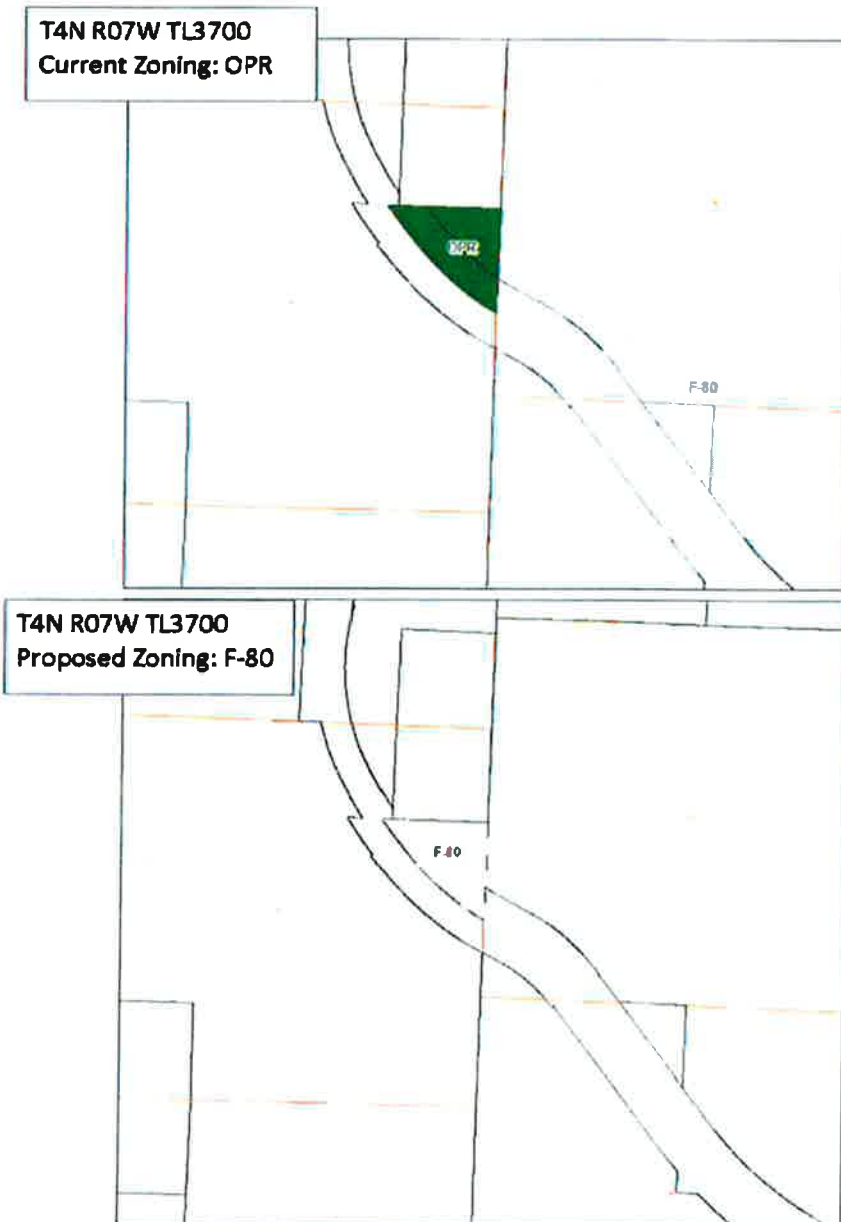 T4N R07W TL3700
Current Zoning: OPR
OPR
F-80
T4N R07W TL3700
Proposed Zoning: F-80
F-80